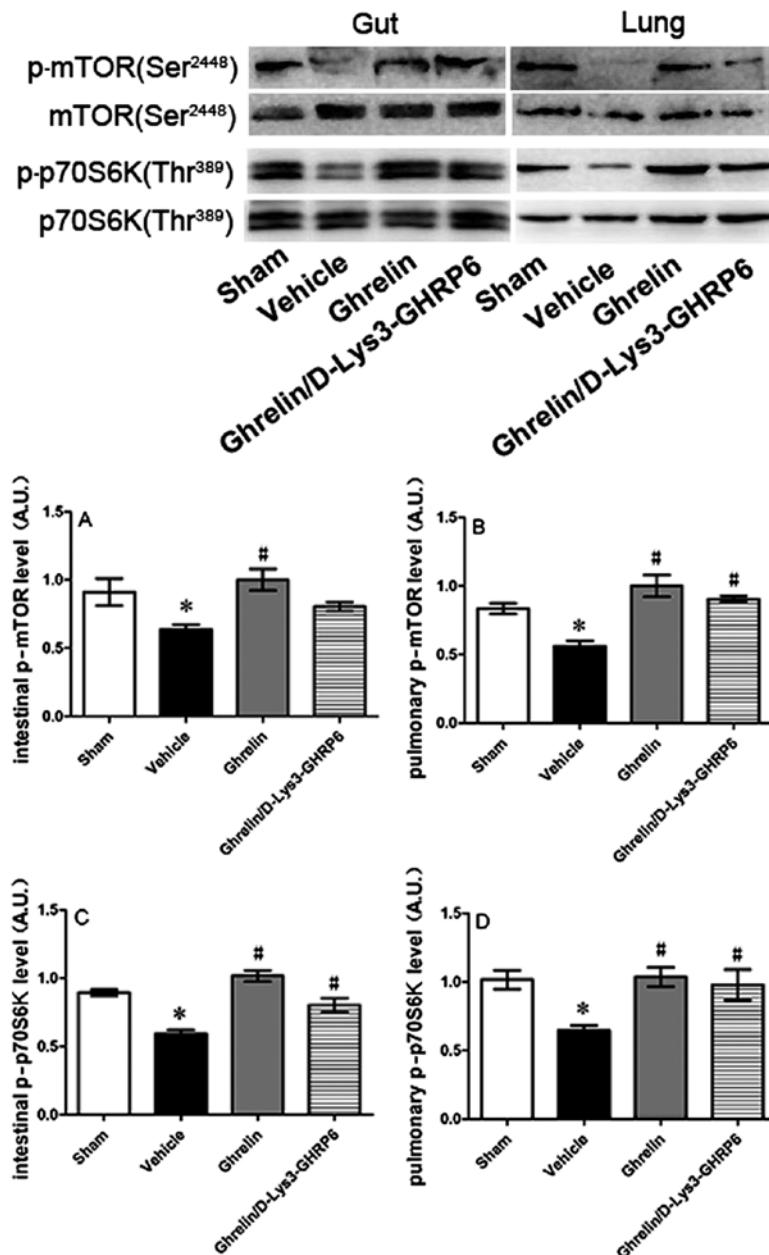 Gut Lung
p-mTOR(Ser2448)
mTOR(Ser2448)
p-p70S6K(Thr389)
p70S6K(Thr389)
Sham Vehicle Ghrelin Ghrelin/D-Lys3-GHRP6 Sham Vehicle Ghrelin Ghrelin/D-Lys3-GHRP6
A
intestinal p-mTOR level (A.U.)
1.5
1.0
0.5
0.0
*
#
Sham Vehicle Ghrelin Ghrelin/D-Lys3-GHRP6
B
pulmonary p-mTOR level (A.U.)
1.5
1.0
0.5
0.0
*
#
#
Sham Vehicle Ghrelin Ghrelin/D-Lys3-GHRP6
C
intestinal p-p70S6K level (A.U.)
1.5
1.0
0.5
0.0
*
#
#
Sham Vehicle Ghrelin Ghrelin/D-Lys3-GHRP6
D
pulmonary p-p70S6K level (A.U.)
1.5
1.0
0.5
0.0
*
#
#
Sham Vehicle Ghrelin Ghrelin/D-Lys3-GHRP6